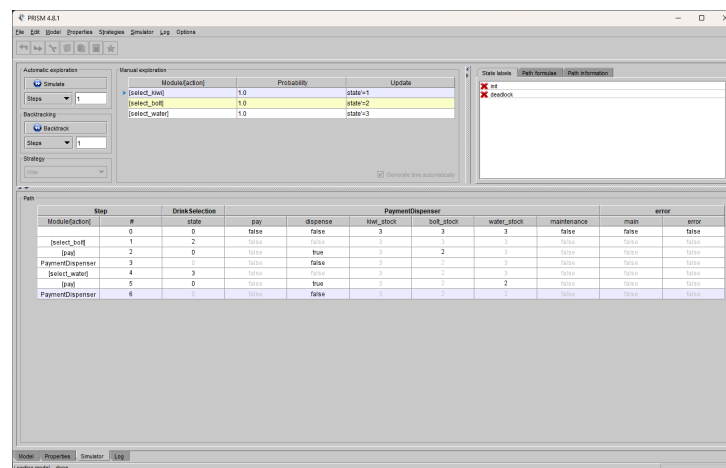 PRISM 4.8.1
File Edit Model Properties Strategies Simulator Log Options
Automatic exploration
Simulate
Steps 1
Backtracking
Backtrack
Steps 1
Strategy
Manual exploration
Module/[action] Probability Update
[select_kiwi] 1.0 state'=1
[select_bolt] 1.0 state'=2
[select_water] 1.0 state'=3
Generate time automatically
State labels Path formulae Path information
init
deadlock
Path
Step DrinkSelection PaymentDispenser error
Module/[action] # state pay dispense kiwi_stock bolt_stock water_stock maintenance main error
0 0 false false 3 3 3 false false false
[select_bolt] 1 2 false false 3 3 3 false false false
[pay] 2 0 false true 3 2 3 false false false
PaymentDispenser 3 0 false false 3 2 3 false false false
[select_water] 4 3 false false 3 2 3 false false false
[pay] 5 0 false true 3 2 2 false false false
PaymentDispenser 6 0 false false 3 2 2 false false false
Model Properties Simulator Log
Loading model... done.